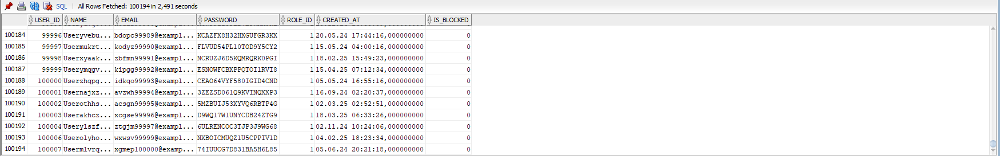 SQL | All Rows Fetched: 100194 in 2,491 seconds
USER_ID NAME EMAIL PASSWORD ROLE_ID CREATED_AT IS_BLOCKED
100184 99996 Useryvebu... bdopc99989@exampl... KCAZFX8H32HXGUFGR3KX 1 20.05.24 17:44:16,000000000 0
100185 99997 Usermukrt... kodyz99990@exampl... FLVUD54PL10TOD9Y5CY2 1 15.05.24 04:00:16,000000000 0
100186 99998 Userxyaak... zbfmn99991@exampl... NCRUZJ6D5KQMRQRK0PGI 1 18.02.25 15:49:23,000000000 0
100187 99999 Userymqgv... kipgg99992@exampl... ESNOWFCBXPPQTOI1RVI8 1 15.04.25 07:12:34,000000000 0
100188 100000 Userzhqpg... idkqo99993@exampl... CEAO64VYF580IGID4CND 1 05.05.24 16:55:16,000000000 0
100189 100001 Usernajxz... avzwh99994@exampl... 3ZEZSD061Q9KVINQXXP3 1 16.09.24 02:20:37,000000000 0
100190 100002 Userothhs... acsgn99995@exampl... 5MZBUIJ53XYVQ6RBTP4G 1 02.03.25 02:52:51,000000000 0
100191 100003 Userakhcz... xcgse99996@exampl... D9WQ17W1UNYCDB24ZTG9 1 18.03.25 06:33:26,000000000 0
100192 100004 Userylszf... ztgjm99997@exampl... 6ULRENCOC3TJP3J9WG68 1 02.11.24 10:24:06,000000000 0
100193 100006 Userolyho... wxwsv99999@exampl... NXBOICMUQZ1U5CPPIV1D 1 04.02.25 18:23:34,000000000 0
100194 100007 Usermlvrq... xgmep100000@examp... 74IUUCG7D831BA5H6L85 1 05.06.24 20:21:18,000000000 0